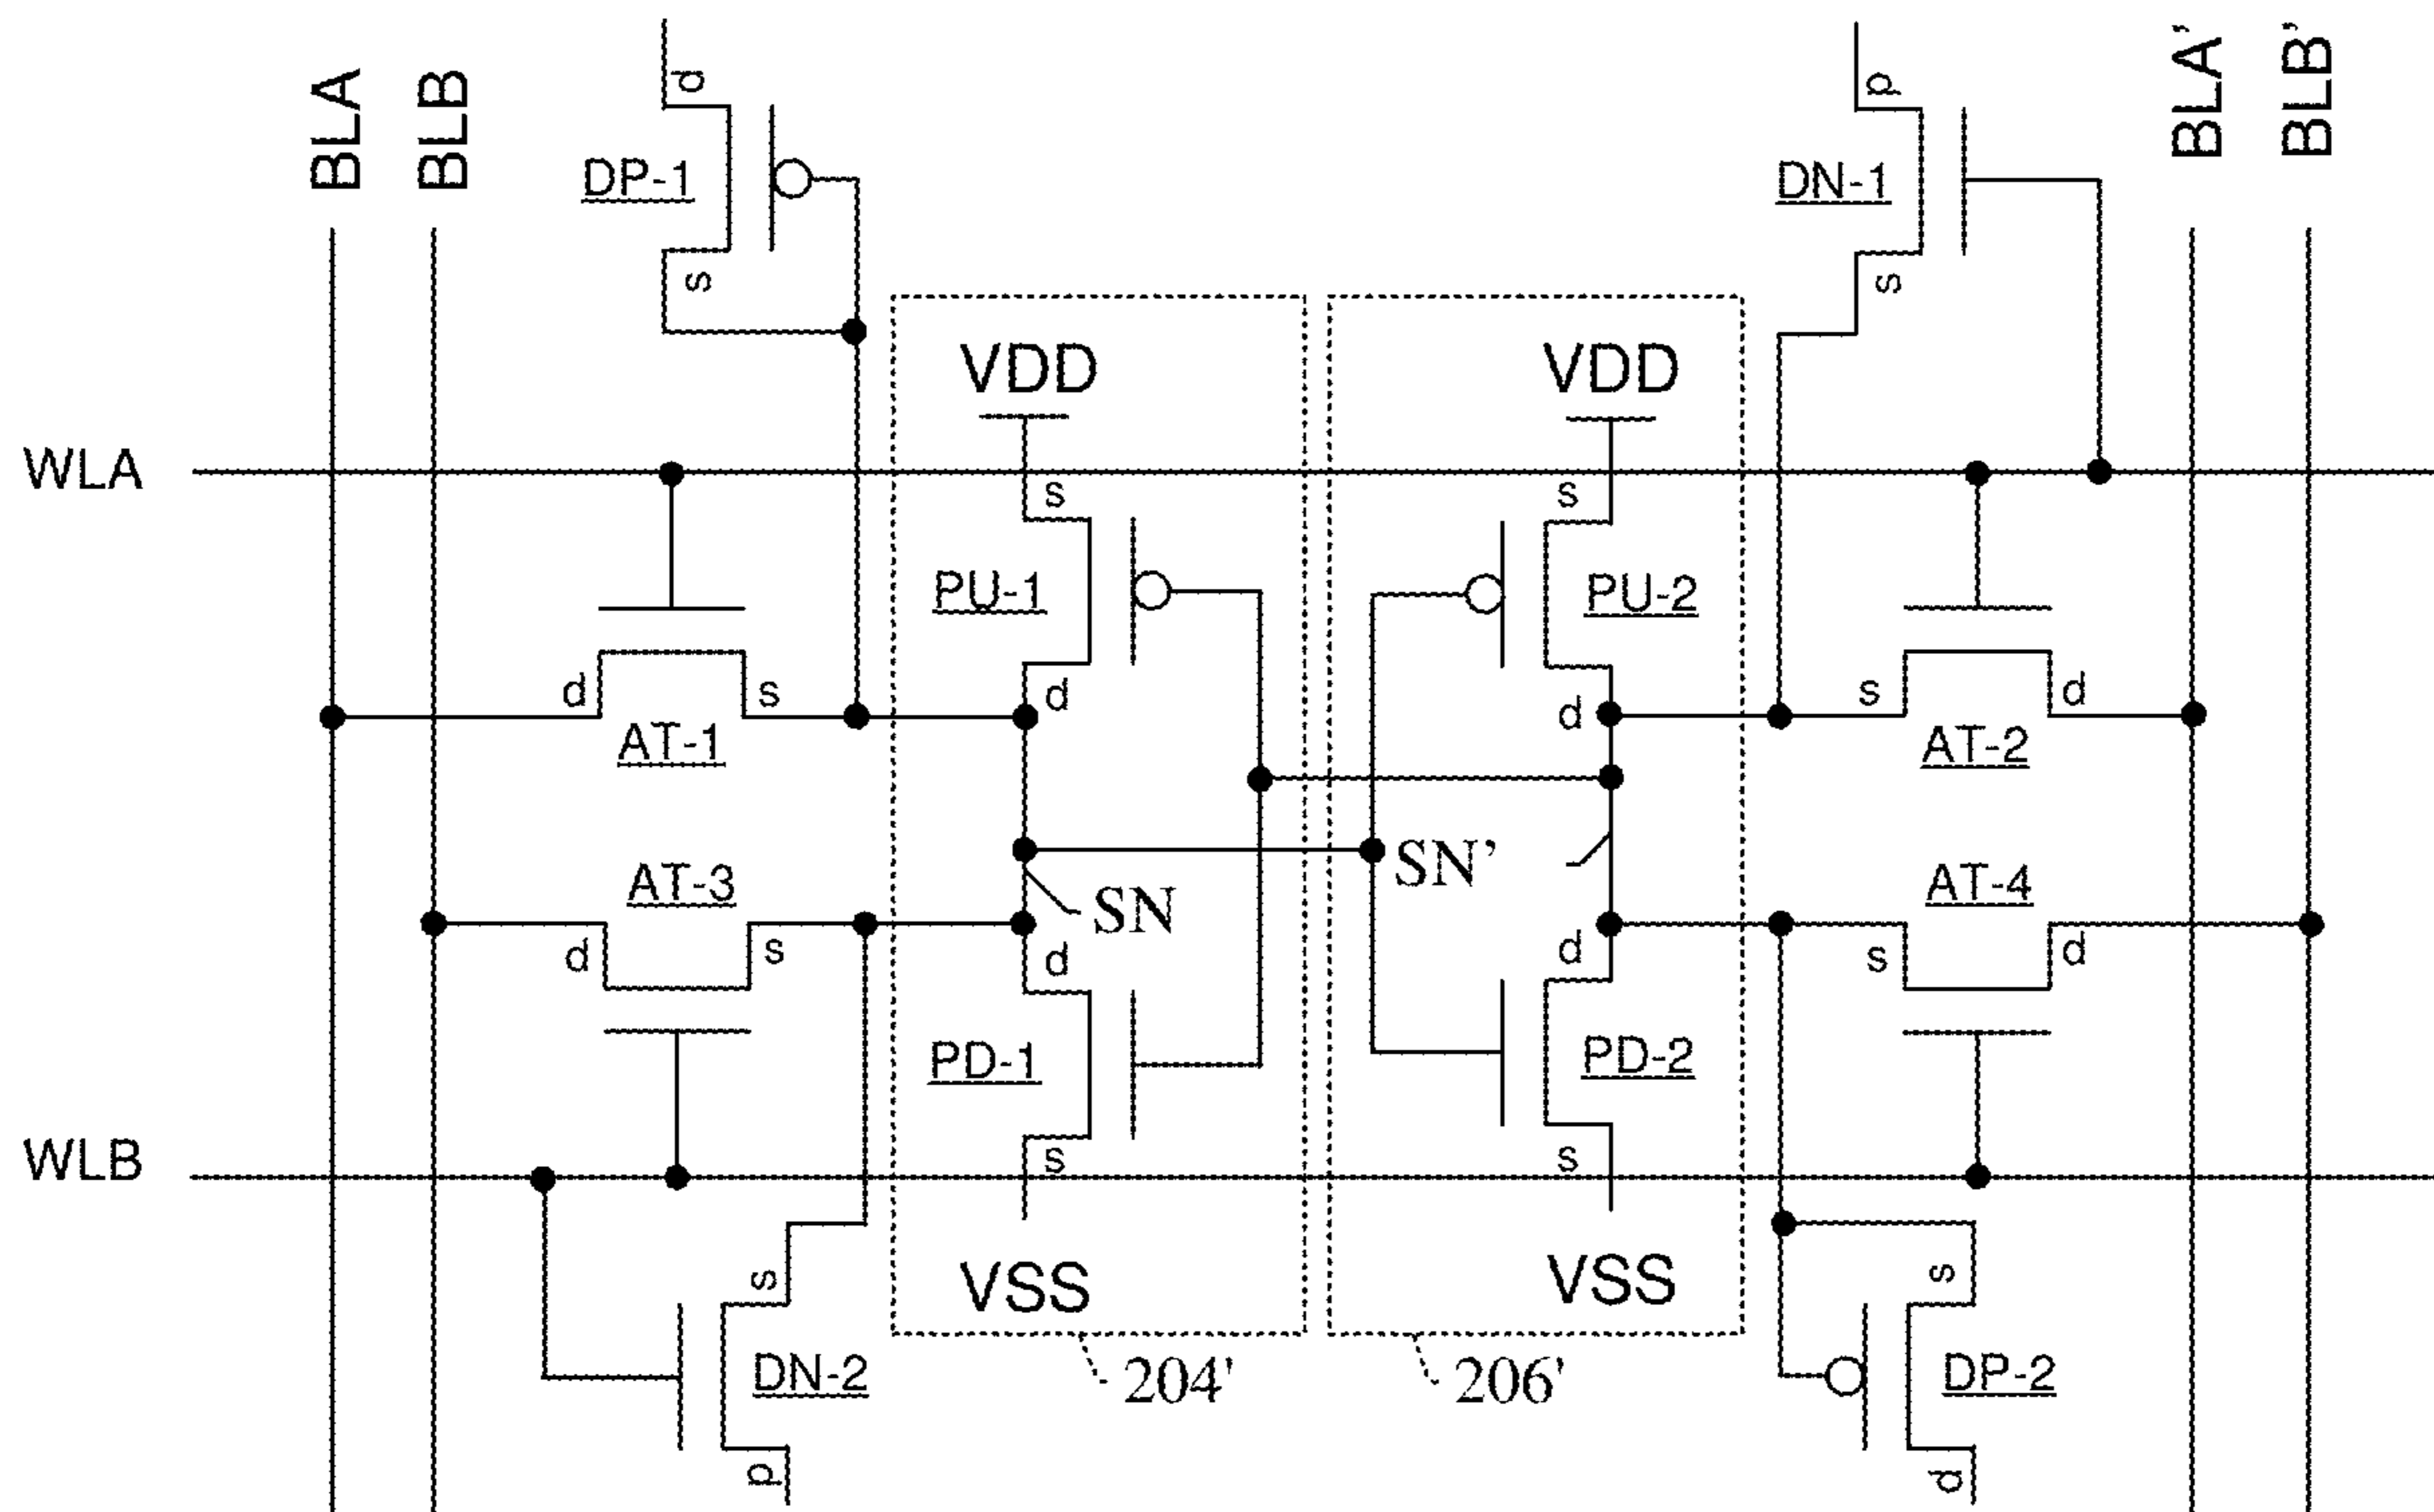 BLA
BLB
d
DP-1
s
d
DN-1
s
BLA'
BLB'
VDD
VDD
WLA
s
s
PU-1
PU-2
d
s
d
d
s
d
AT-1
AT-2
AT-3
SN
SN'
AT-4
d
s
d
d
s
d
PD-1
PD-2
s
s
WLB
s
VSS
VSS
s
DN-2
204'
206'
DP-2
d
d